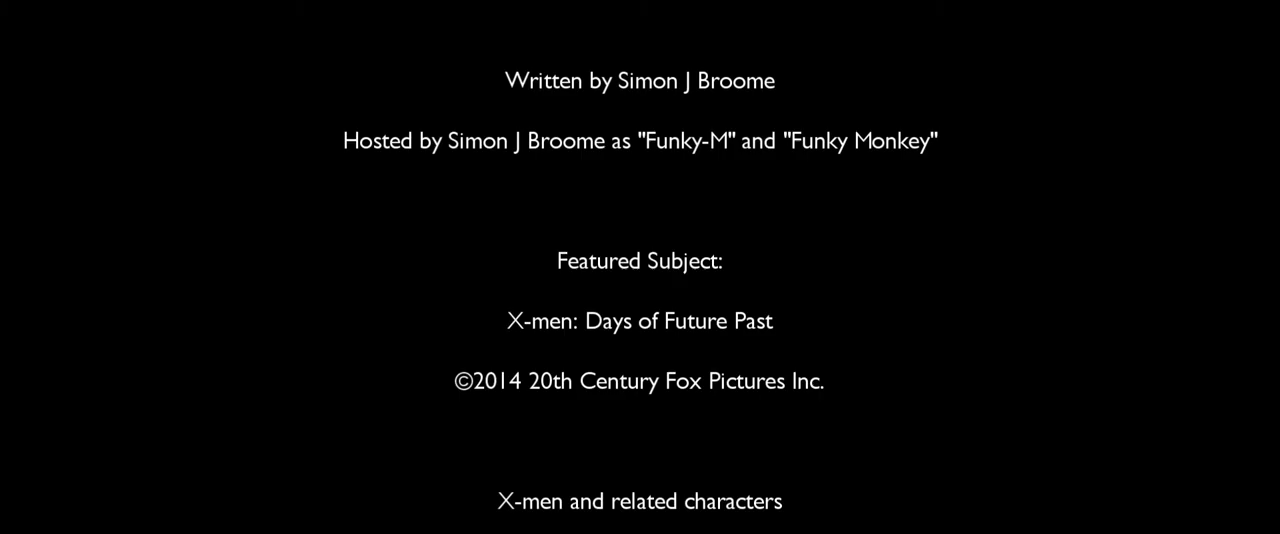 Written by Simon J Broome
Hosted by Simon J Broome as "Funky-M" and "Funky Monkey"
Featured Subject:
X-men: Days of Future Past
©2014 20th Century Fox Pictures Inc.
X-men and related characters